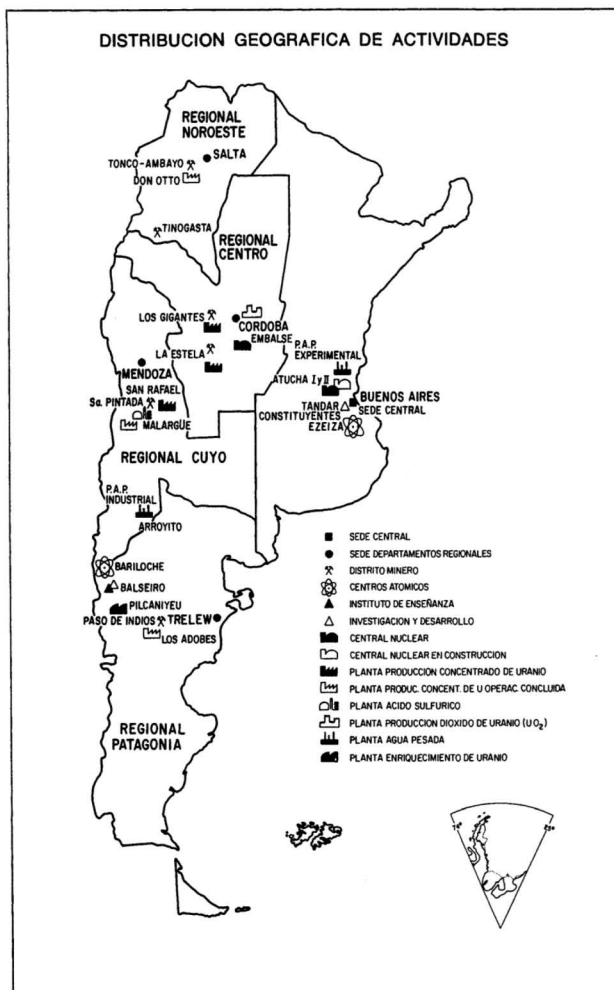 DISTRIBUCION GEOGRAFICA DE ACTIVIDADES
REGIONAL
NOROESTE
SALTA
TONCO-AMBAYO
DON OTTO
TINOGASTA
REGIONAL
CENTRO
LOS GIGANTES
CORDOBA
EMBALSE
LA ESTELA
P.A.P.
EXPERIMENTAL
MENDOZA
ATUCHA I y II
SAN RAFAEL
BUENOS AIRES
Sa. PINTADA
TANDAR
SEDE CENTRAL
CONSTITUYENTES
MALARGÜE
EZEIZA
REGIONAL CUYO
P.A.P.
INDUSTRIAL
ARROYITO
BARILOCHE
BALSEIRO
PILCANIYEU
PASO DE INDIOS
TRELEW
LOS ADOBES
REGIONAL
PATAGONIA
SEDE CENTRAL
SEDE DEPARTAMENTOS REGIONALES
DISTRITO MINERO
CENTROS ATOMICOS
INSTITUTO DE ENSEÑANZA
INVESTIGACION Y DESARROLLO
CENTRAL NUCLEAR
CENTRAL NUCLEAR EN CONSTRUCCION
PLANTA PRODUCCION CONCENTRADO DE URANIO
PLANTA PRODUC. CONCENT. DE U OPERAC. CONCLUIDA
PLANTA ACIDO SULFURICO
PLANTA PRODUCCION DIOXIDO DE URANIO (UO2)
PLANTA AGUA PESADA
PLANTA ENRIQUECIMIENTO DE URANIO